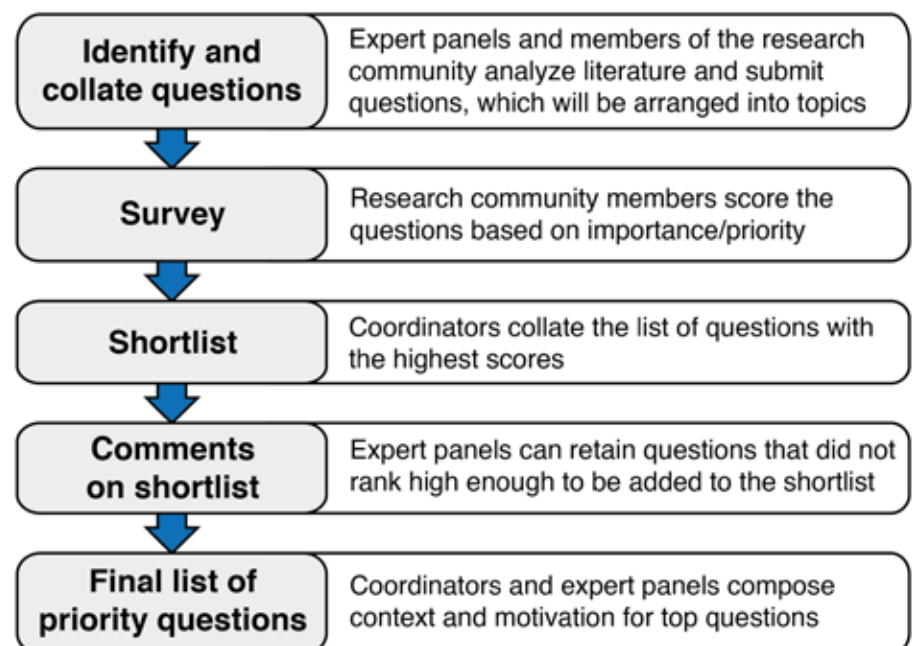 Identify and
collate questions
Expert panels and members of the research
community analyze literature and submit
questions, which will be arranged into topics
Survey
Research community members score the
questions based on importance/priority
Shortlist
Coordinators collate the list of questions with
the highest scores
Comments
on shortlist
Expert panels can retain questions that did not
rank high enough to be added to the shortlist
Final list of
priority questions
Coordinators and expert panels compose
context and motivation for top questions